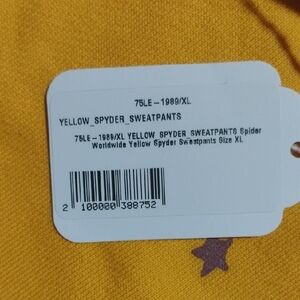 75LE-1989/XL
YELLOW_SPYDER_SWEATPANTS
75LE-1989/XL YELLOW_SPYDER_SWEATPANTS Spider
Worldwide Yellow Spyder Sweatpants Size XL
2 100000 388752